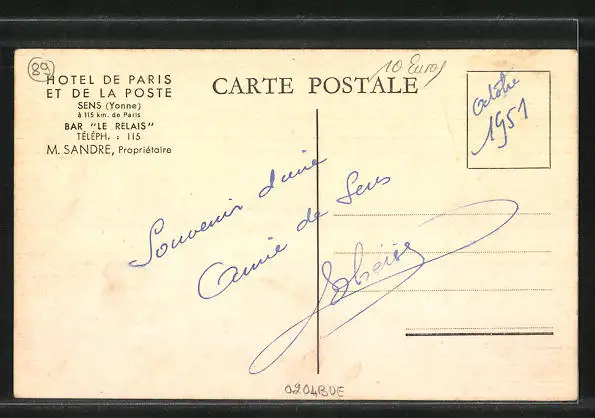 89
HOTEL DE PARIS
ET DE LA POSTE
SENS (Yonne)
à 115 km. de Paris
BAR "LE RELAIS"
TÉLÉPH. : 115
M. SANDRE, Propriétaire
CARTE POSTALE
10 Euros
Octobre
1951
Souvenir d'une
Amie de Sens
0204BUE